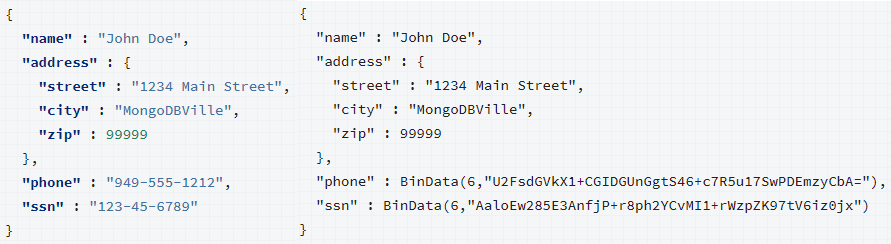 {
"name" : "John Doe",
"address" : {
"street" : "1234 Main Street",
"city" : "MongoDBVille",
"zip" : 99999
},
"phone" : "949-555-1212",
"ssn" : "123-45-6789"
}
{
"name" : "John Doe",
"address" : {
"street" : "1234 Main Street",
"city" : "MongoDBVille",
"zip" : 99999
},
"phone" : BinData(6,"U2FsdGVkX1+CGIDGUnGgtS46+c7R5u17SwPDEmzyCbA="),
"ssn" : BinData(6,"AaloEw285E3AnfjP+r8ph2YCvMI1+rWzpZK97tV6iz0jx")
}